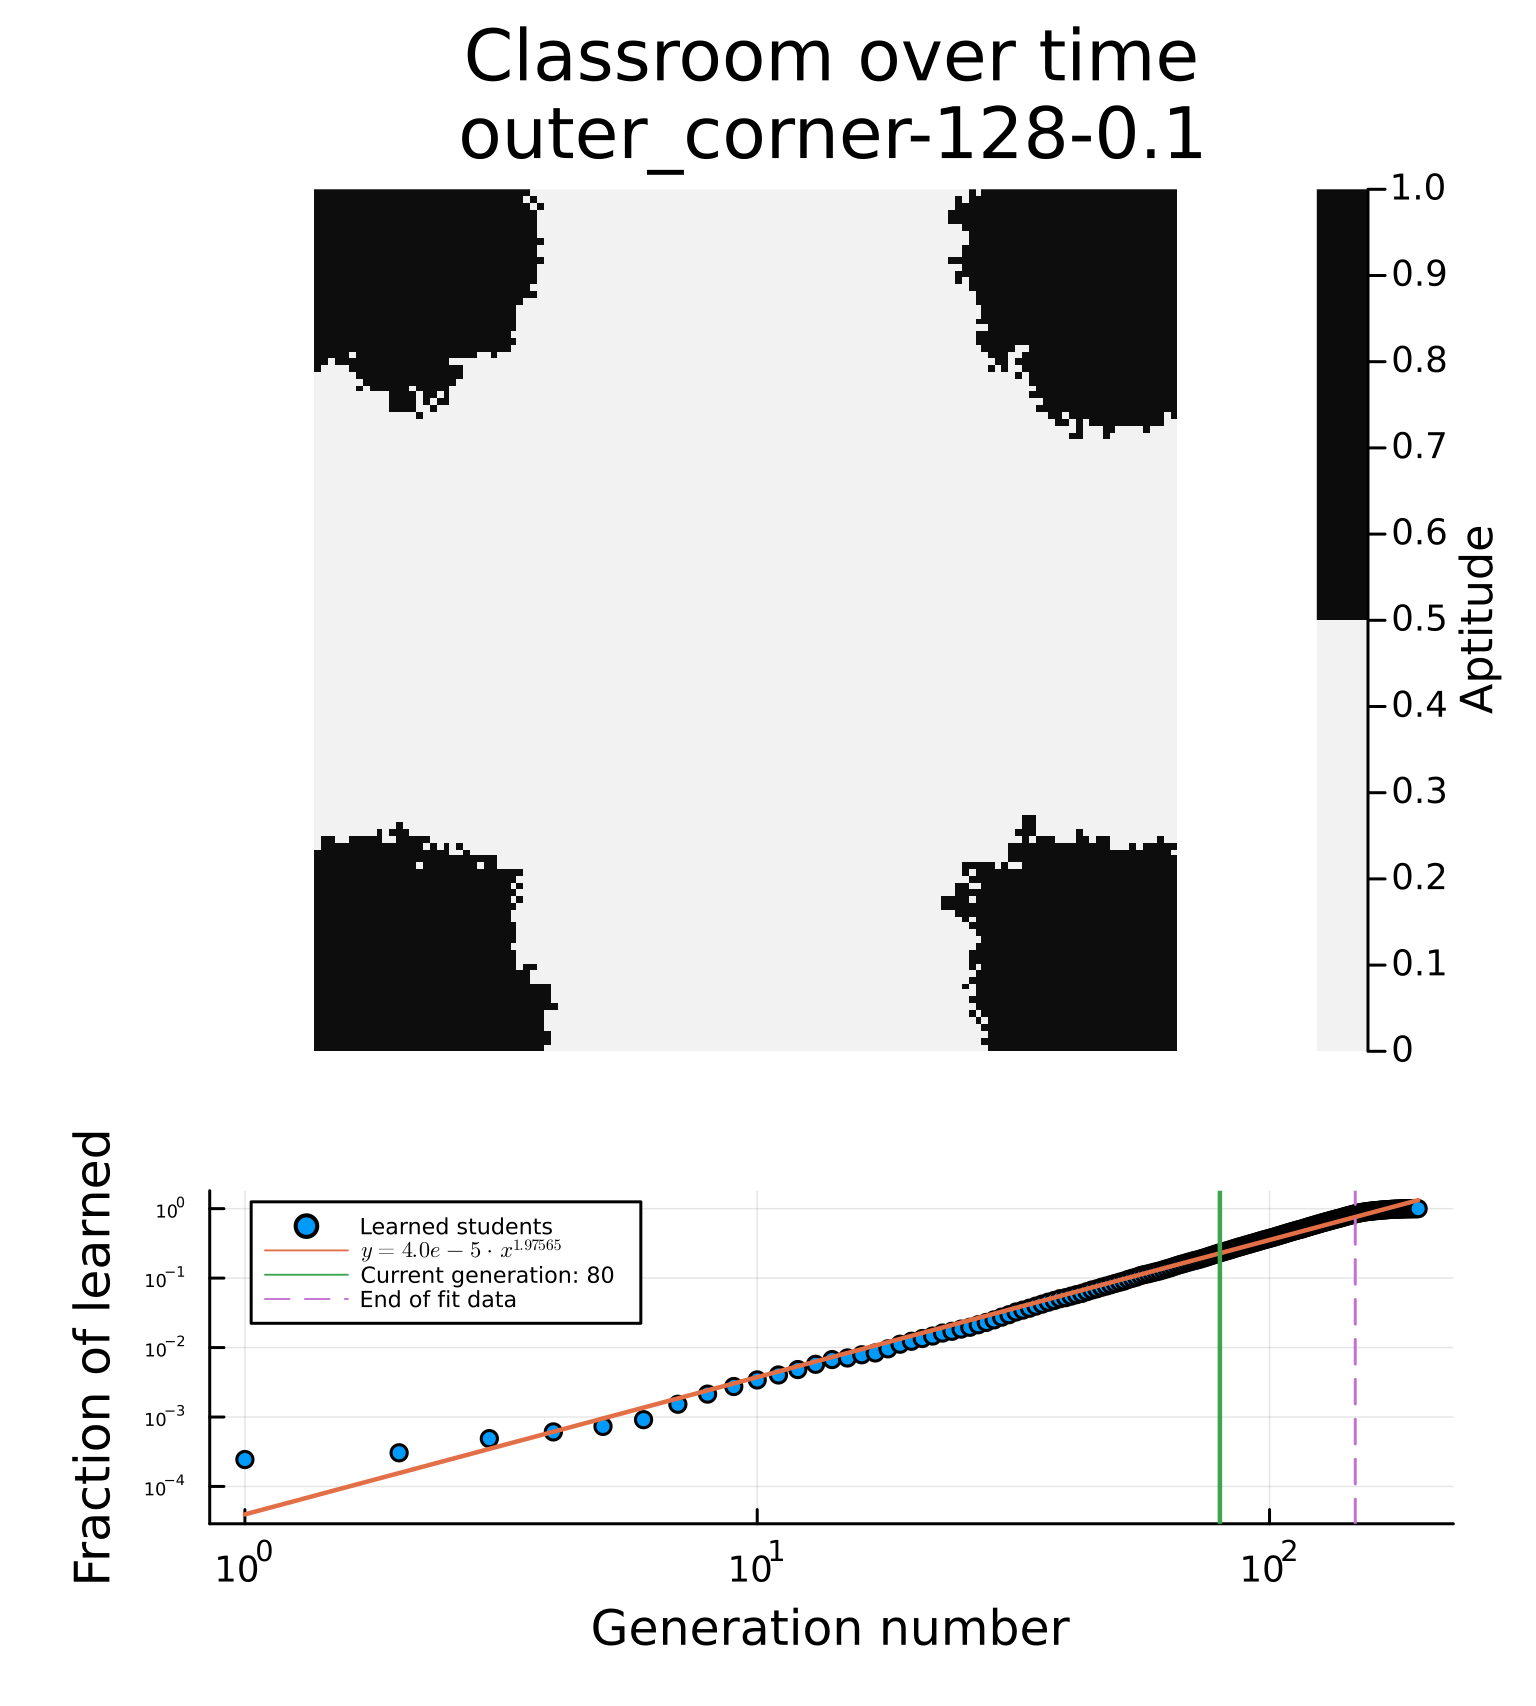 Classroom over time
outer_corner-128-0.1
1.0
0.9
0.8
0.7
0.6
0.5
0.4
0.3
0.2
0.1
0
Aptitude
Fraction of learned
10⁰
10⁻¹
10⁻²
10⁻³
10⁻⁴
Learned students
y = 4.0e − 5 · x^1.97565
Current generation: 80
End of fit data
10⁰
10¹
10²
Generation number